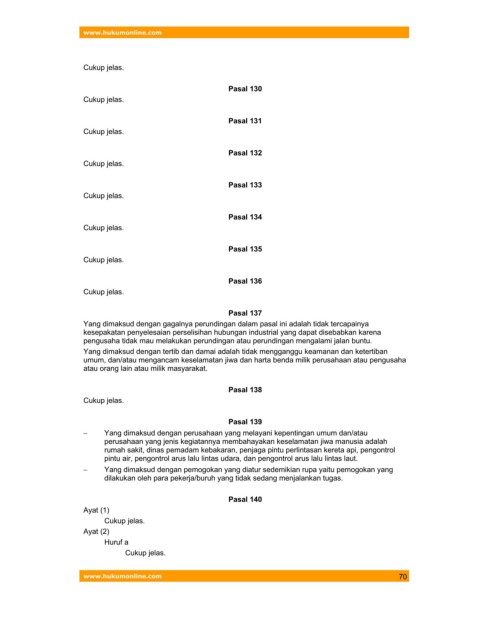 www.hukumonline.com
Cukup jelas.
Pasal 130
Cukup jelas.
Pasal 131
Cukup jelas.
Pasal 132
Cukup jelas.
Pasal 133
Cukup jelas.
Pasal 134
Cukup jelas.
Pasal 135
Cukup jelas.
Pasal 136
Cukup jelas.
Pasal 137
Yang dimaksud dengan gagalnya perundingan dalam pasal ini adalah tidak tercapainya
kesepakatan penyelesaian perselisihan hubungan industrial yang dapat disebabkan karena
pengusaha tidak mau melakukan perundingan atau perundingan mengalami jalan buntu.
Yang dimaksud dengan tertib dan damai adalah tidak mengganggu keamanan dan ketertiban
umum, dan/atau mengancam keselamatan jiwa dan harta benda milik perusahaan atau pengusaha
atau orang lain atau milik masyarakat.
Pasal 138
Cukup jelas.
Pasal 139
– Yang dimaksud dengan perusahaan yang melayani kepentingan umum dan/atau
perusahaan yang jenis kegiatannya membahayakan keselamatan jiwa manusia adalah
rumah sakit, dinas pemadam kebakaran, penjaga pintu perlintasan kereta api, pengontrol
pintu air, pengontrol arus lalu lintas udara, dan pengontrol arus lalu lintas laut.
– Yang dimaksud dengan pemogokan yang diatur sedemikian rupa yaitu pemogokan yang
dilakukan oleh para pekerja/buruh yang tidak sedang menjalankan tugas.
Pasal 140
Ayat (1)
Cukup jelas.
Ayat (2)
Huruf a
Cukup jelas.
www.hukumonline.com 70